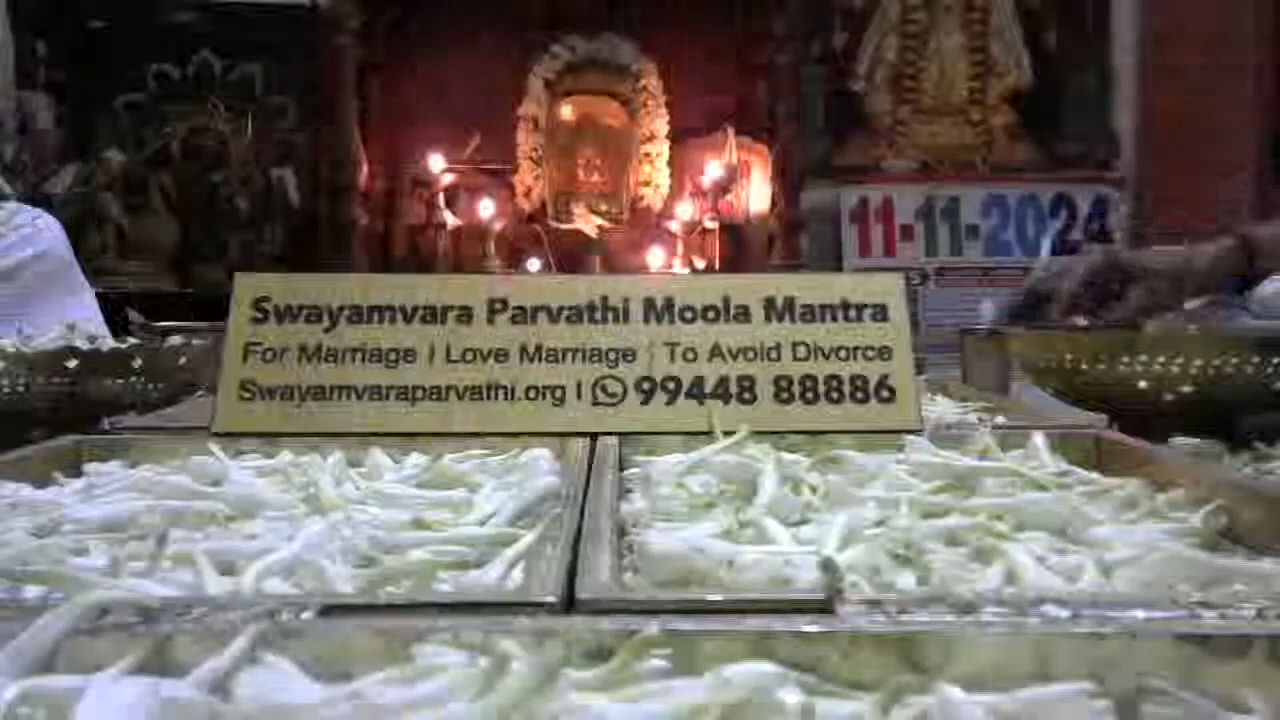 11-11-2024
Swayamvara Parvathi Moola Mantra
For Marriage | Love Marriage | To Avoid Divorce
Swayamvaraparvathi.org | 99448 88886